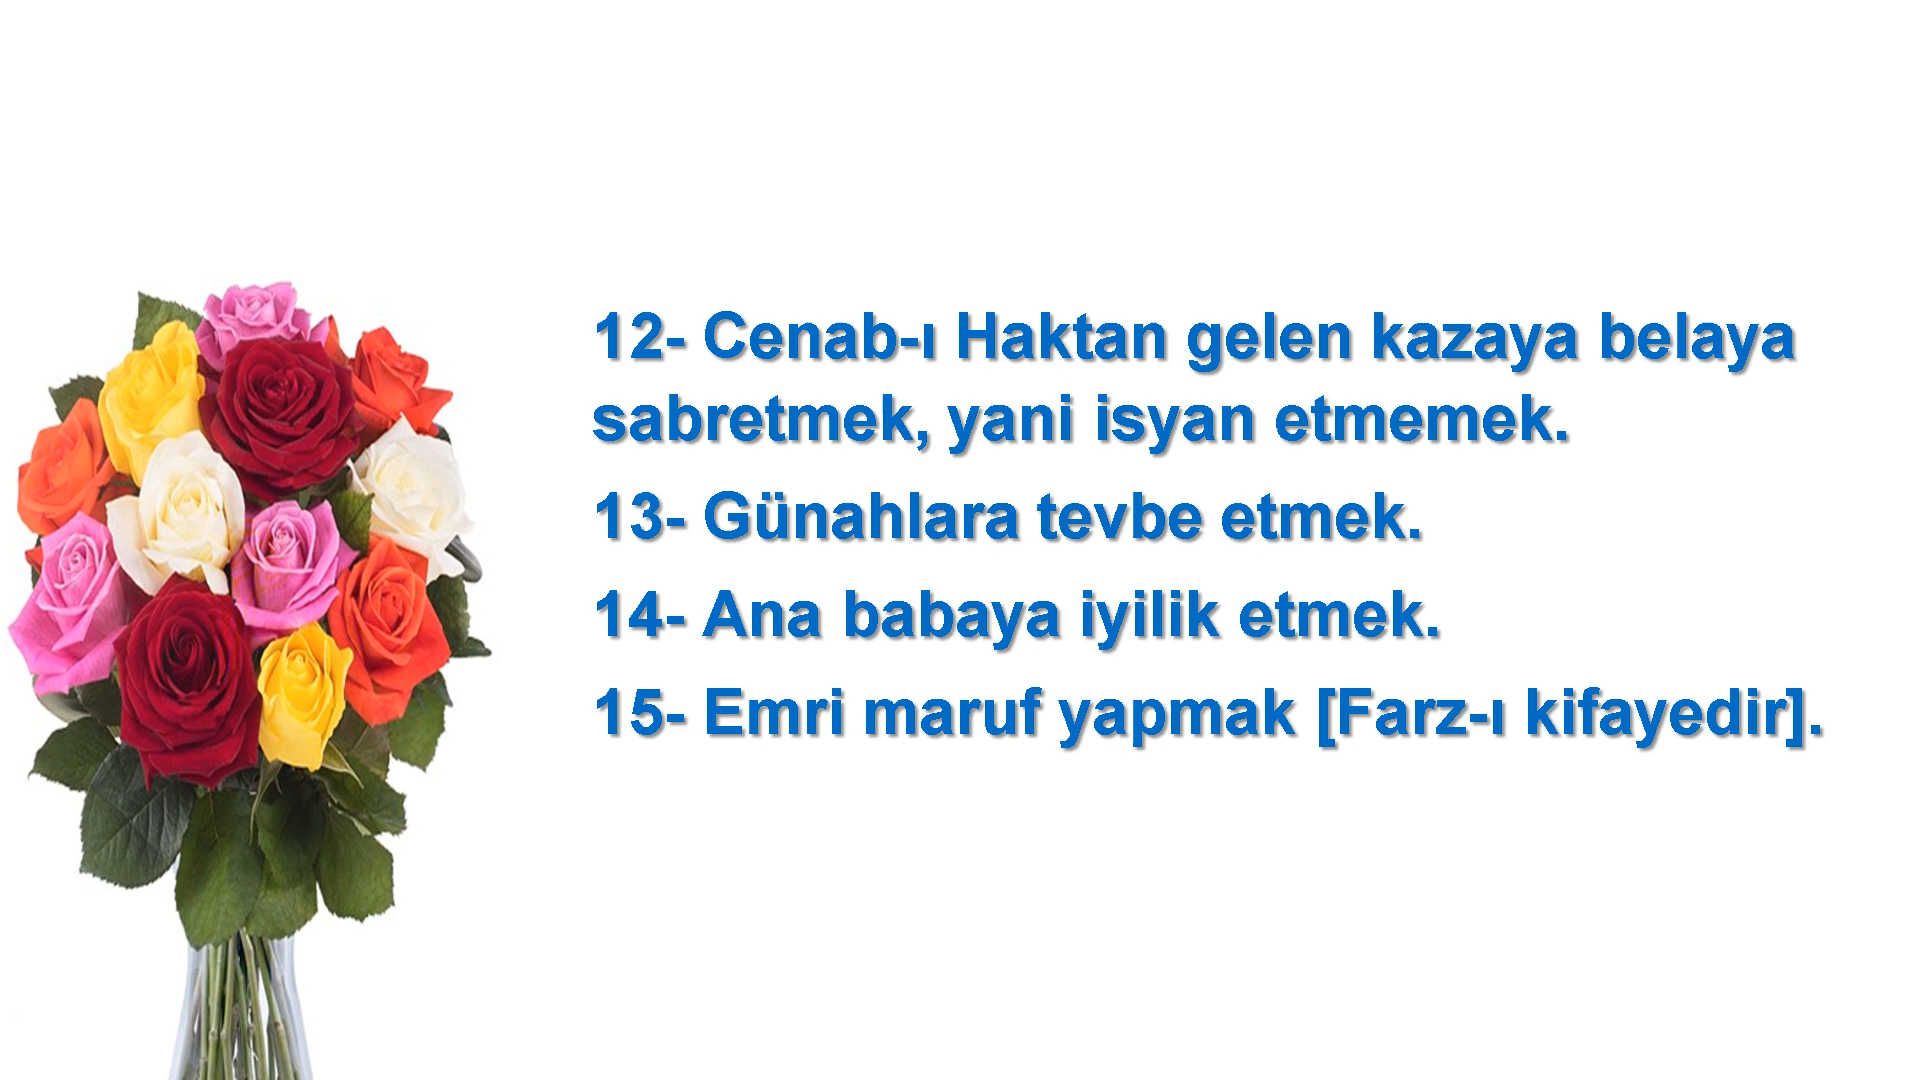 12- Cenab-ı Haktan gelen kazaya belaya
sabretmek, yani isyan etmemek.
13- Günahlara tevbe etmek.
14- Ana babaya iyilik etmek.
15- Emri maruf yapmak [Farz-ı kifayedir].